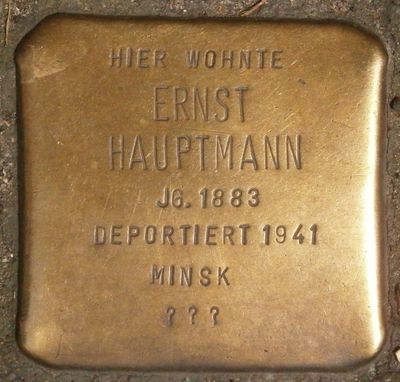 HIER WOHNTE
ERNST
HAUPTMANN
JG. 1883
DEPORTIERT 1941
MINSK
? ? ?